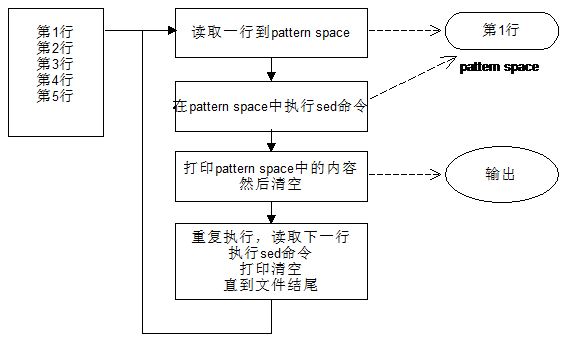 第1行
第2行
第3行
第4行
第5行
读取一行到pattern space
第1行
pattern space
在pattern space中执行sed命令
打印pattern space中的内容
然后清空
输出
重复执行，读取下一行
执行sed命令
打印清空
直到文件结尾